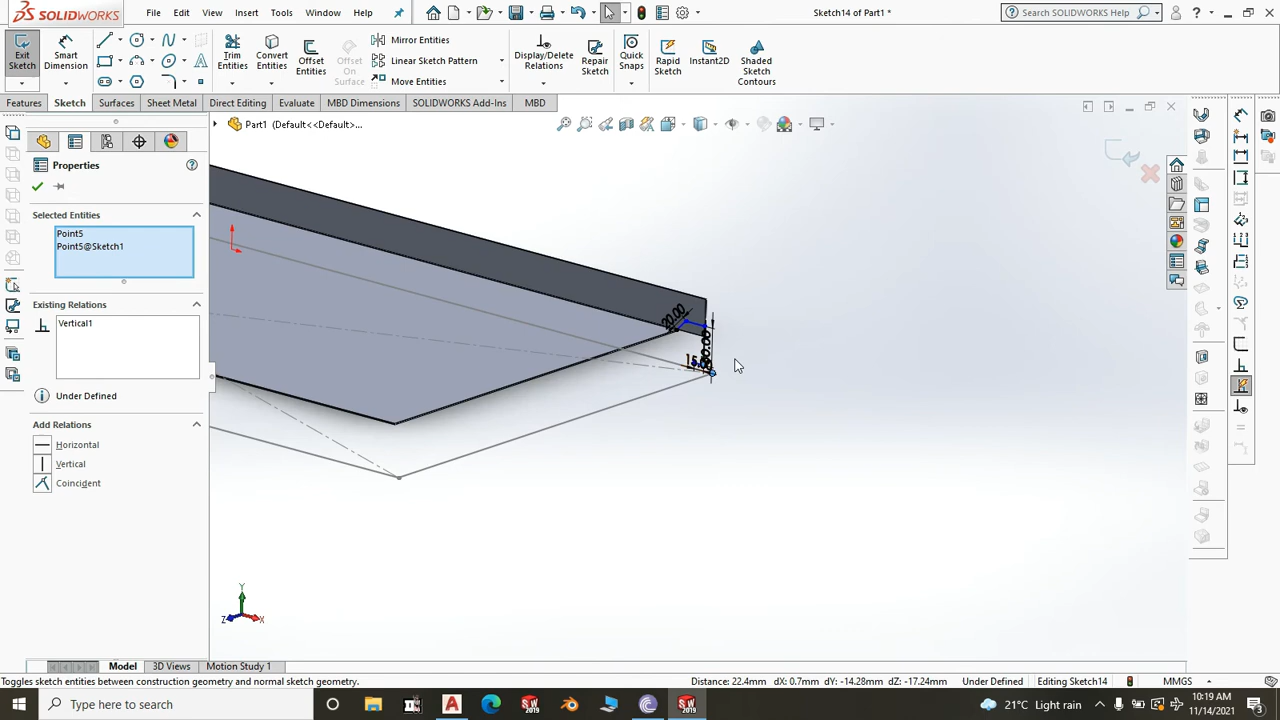 SOLIDWORKS
File Edit View Insert Tools Window Help
Sketch14 of Part1 *
Search SOLIDWORKS Help
Exit Sketch
Smart Dimension
Trim Entities
Convert Entities
Offset Entities
Offset On Surface
Mirror Entities
Linear Sketch Pattern
Move Entities
Display/Delete Relations
Repair Sketch
Quick Snaps
Rapid Sketch
Instant2D
Shaded Sketch Contours
Features Sketch Surfaces Sheet Metal Direct Editing Evaluate MBD Dimensions SOLIDWORKS Add-Ins MBD
Part1 (Default<<Default>...
Properties
Selected Entities
Point5
Point5@Sketch1
Existing Relations
Vertical1
Under Defined
Add Relations
Horizontal
Vertical
Coincident
20.00
Y
Z
X
Model 3D Views Motion Study 1
Toggles sketch entities between construction geometry and normal sketch geometry.
Distance: 22.4mm dX: 0.7mm dY: -14.28mm dZ: -17.24mm Under Defined Editing Sketch14 MMGS
Type here to search
21°C Light rain
10:19 AM
11/14/2021